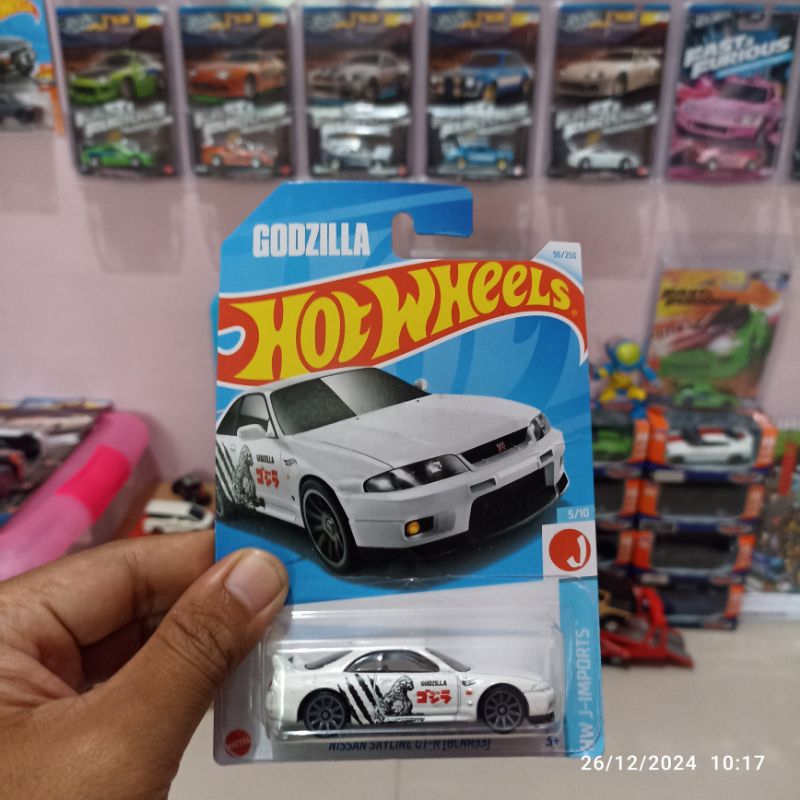 FAST & FURIOUS
GODZILLA
56/250
HOT WHEELS
GODZILLA
ゴジラ
5/10
J
GODZILLA
ゴジラ
HW J-IMPORTS
MATTEL
NISSAN SKYLINE GT-R [BCNR33]
3+
26/12/2024 10:17